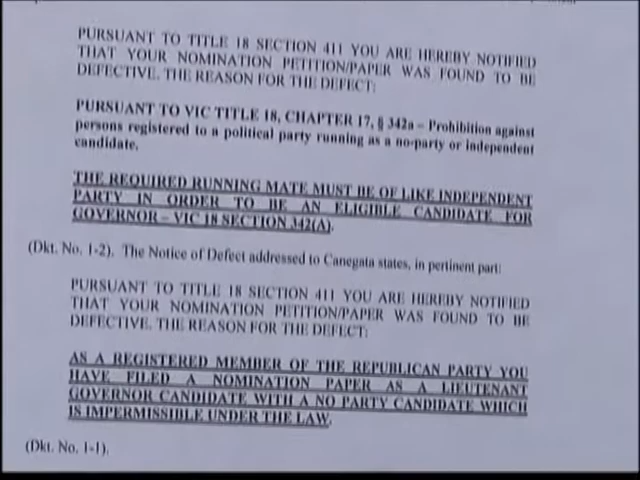 PURSUANT TO TITLE 18 SECTION 411 YOU ARE HEREBY NOTIFIED
THAT YOUR NOMINATION PETITION/PAPER WAS FOUND TO BE
DEFECTIVE. THE REASON FOR THE DEFECT:
PURSUANT TO VIC TITLE 18, CHAPTER 17, § 342a – Prohibition against
persons registered to a political party running as a no-party or independent
candidate.
THE REQUIRED RUNNING MATE MUST BE OF LIKE INDEPENDENT
PARTY IN ORDER TO BE AN ELIGIBLE CANDIDATE FOR
GOVERNOR – VIC 18 SECTION 342(A).
(Dkt. No. 1-2). The Notice of Defect addressed to Canegata states, in pertinent part:
PURSUANT TO TITLE 18 SECTION 411 YOU ARE HEREBY NOTIFIED
THAT YOUR NOMINATION PETITION/PAPER WAS FOUND TO BE
DEFECTIVE. THE REASON FOR THE DEFECT:
AS A REGISTERED MEMBER OF THE REPUBLICAN PARTY YOU
HAVE FILED A NOMINATION PAPER AS A LIEUTENANT
GOVERNOR CANDIDATE WITH A NO PARTY CANDIDATE WHICH
IS IMPERMISSIBLE UNDER THE LAW.
(Dkt. No. 1-1).